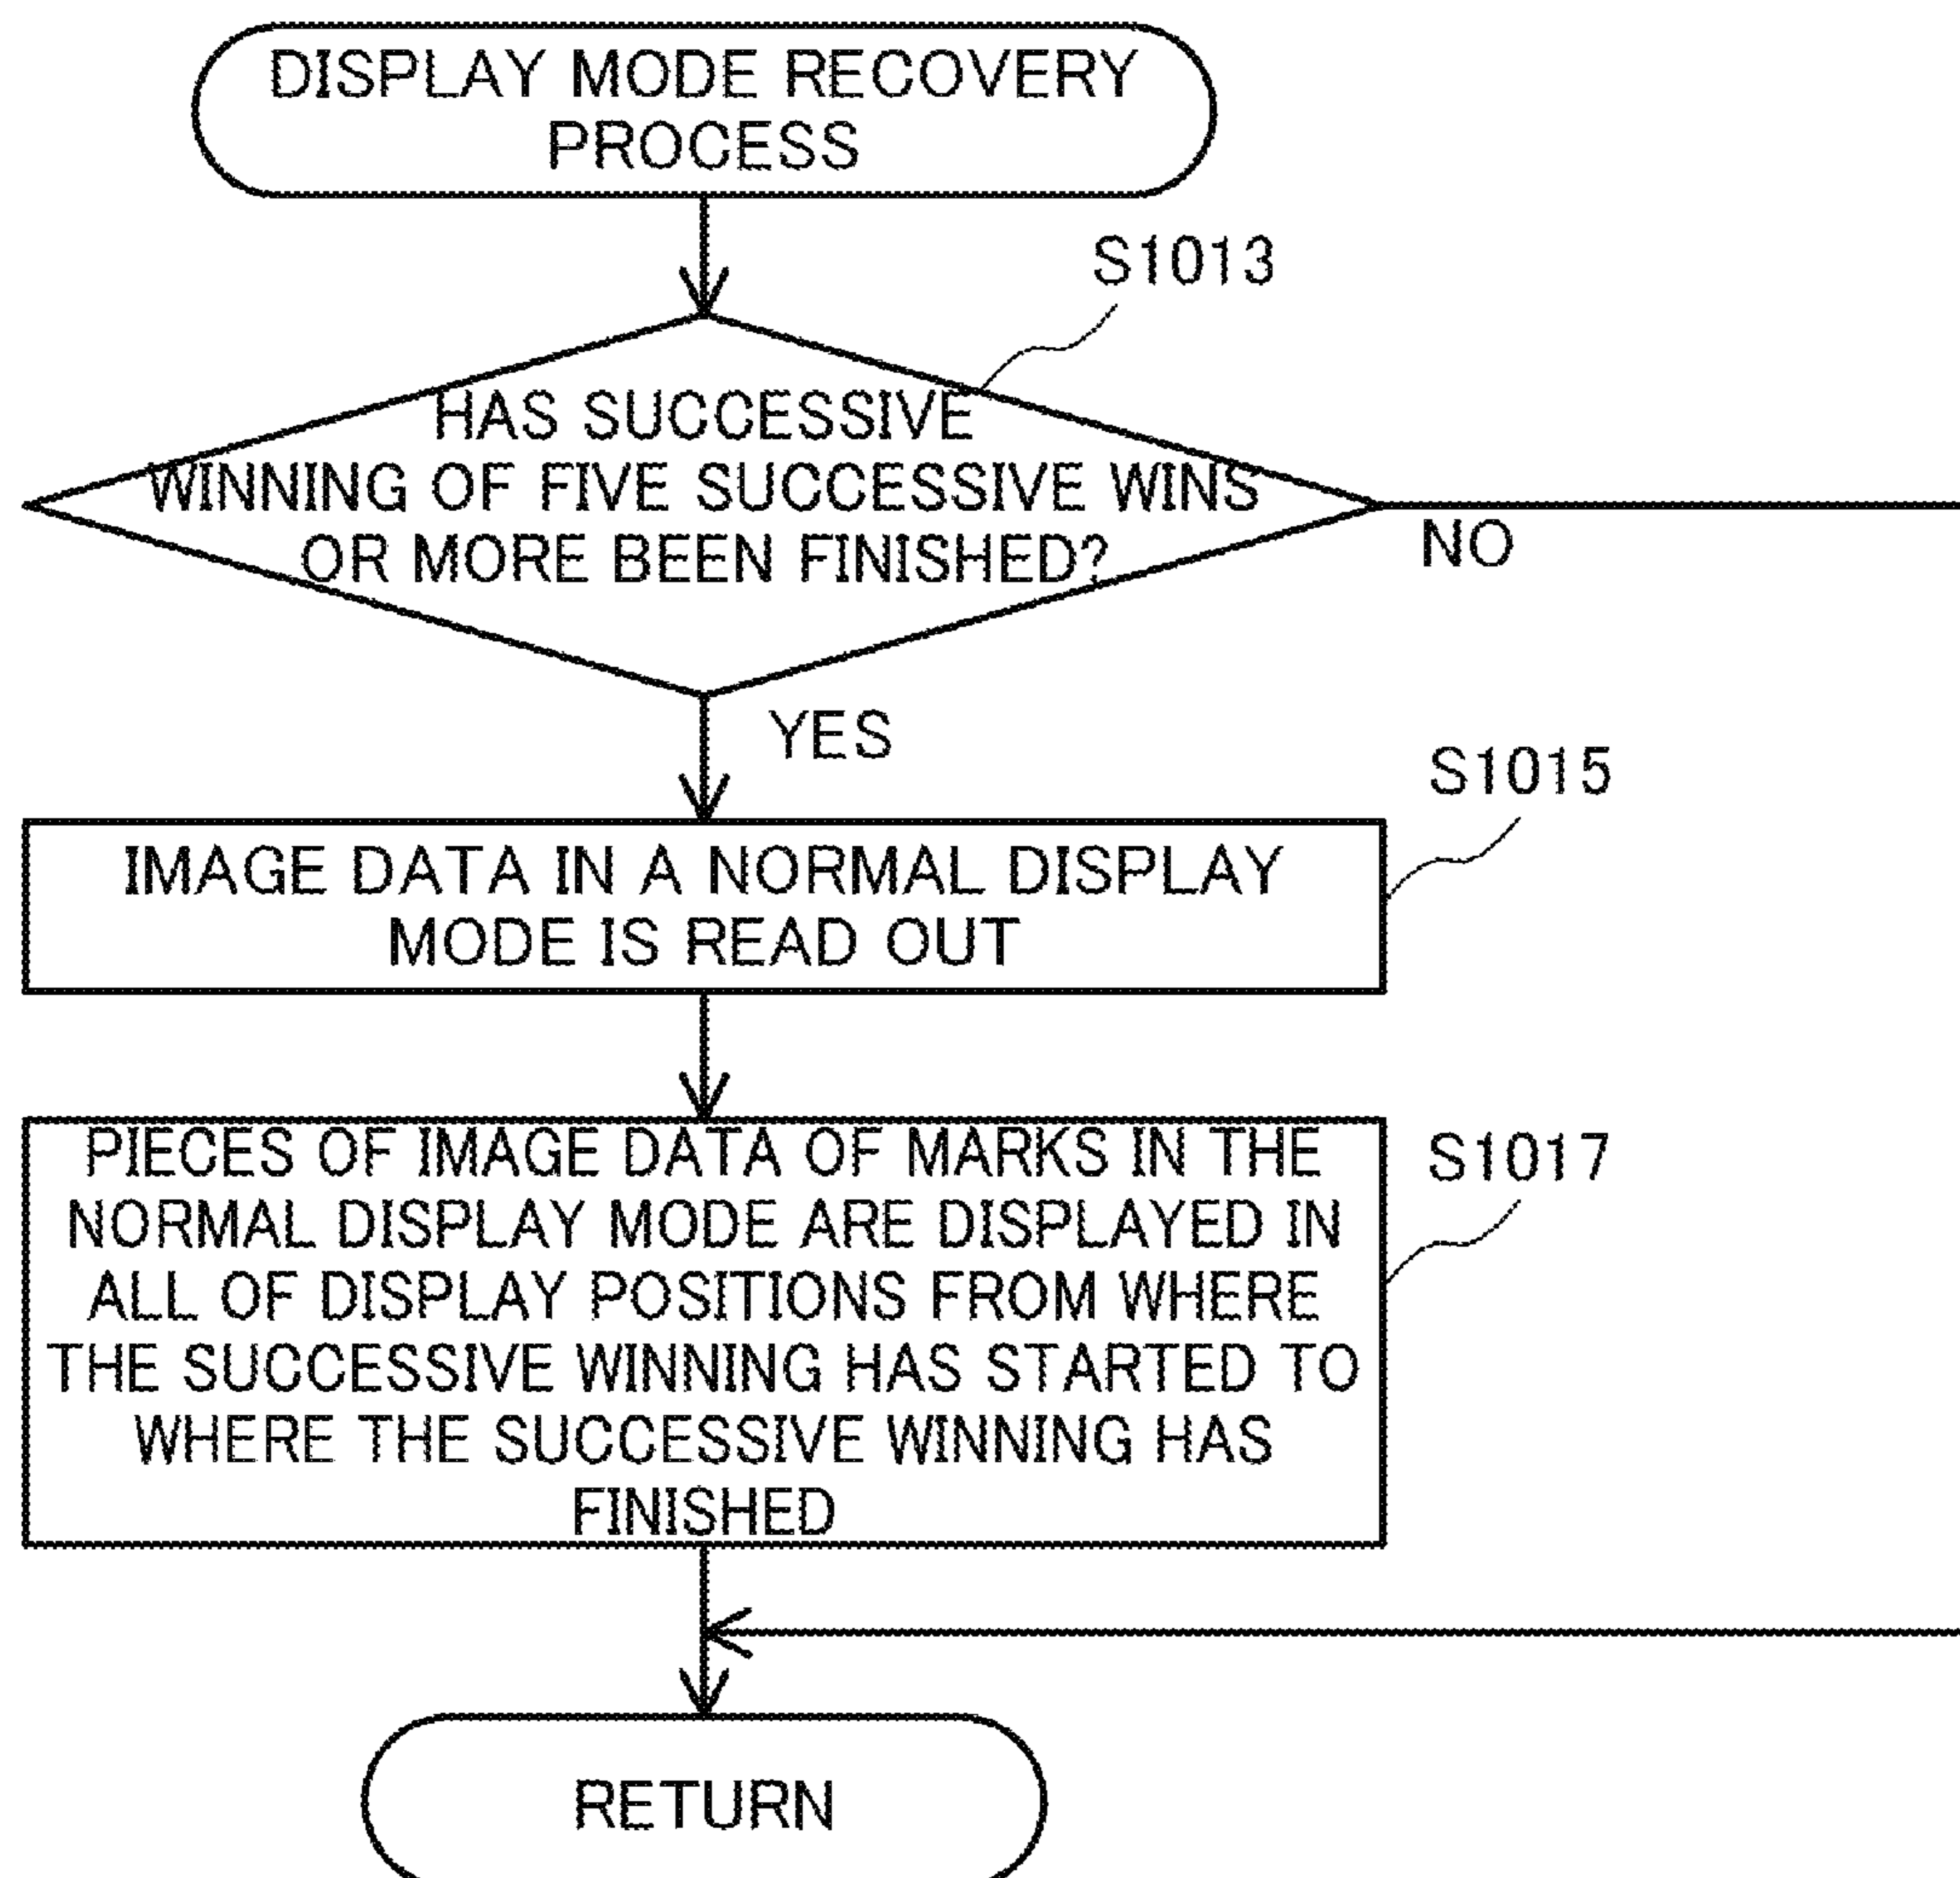 DISPLAY MODE RECOVERY
PROCESS
S1013
HAS SUCCESSIVE
WINNING OF FIVE SUCCESSIVE WINS
OR MORE BEEN FINISHED?
NO
YES
S1015
IMAGE DATA IN A NORMAL DISPLAY
MODE IS READ OUT
S1017
PIECES OF IMAGE DATA OF MARKS IN THE
NORMAL DISPLAY MODE ARE DISPLAYED IN
ALL OF DISPLAY POSITIONS FROM WHERE
THE SUCCESSIVE WINNING HAS STARTED TO
WHERE THE SUCCESSIVE WINNING HAS
FINISHED
RETURN